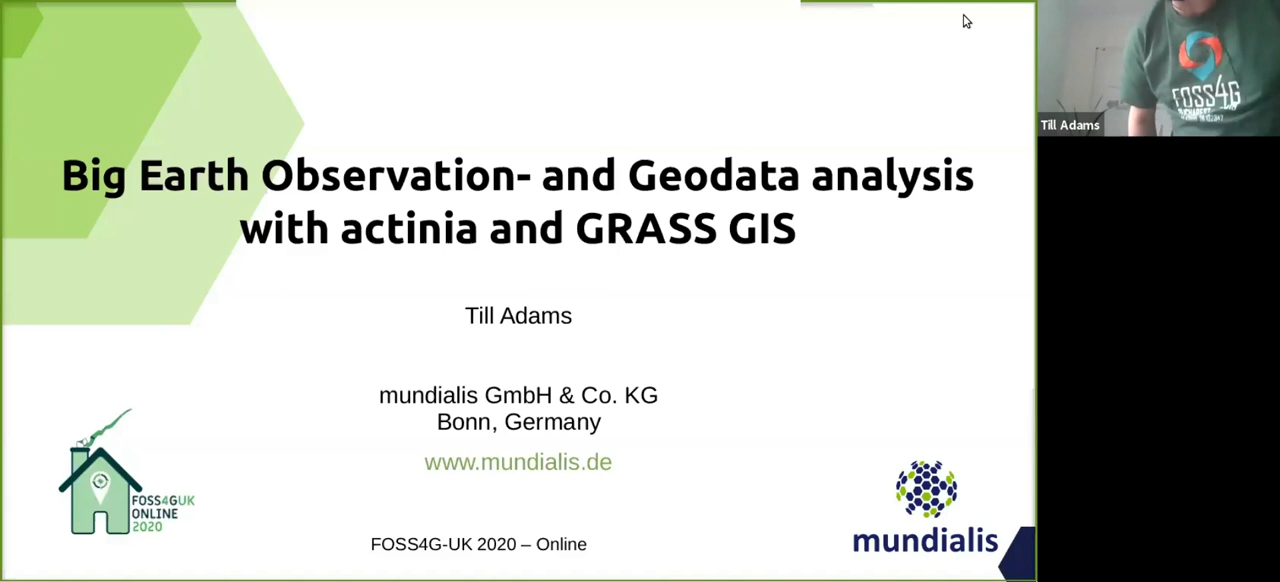 Big Earth Observation- and Geodata analysis
with actinia and GRASS GIS
Till Adams
mundialis GmbH & Co. KG
Bonn, Germany
www.mundialis.de
FOSS4GUK
ONLINE
2020
FOSS4G-UK 2020 – Online
mundialis
FOSS4G
Till Adams